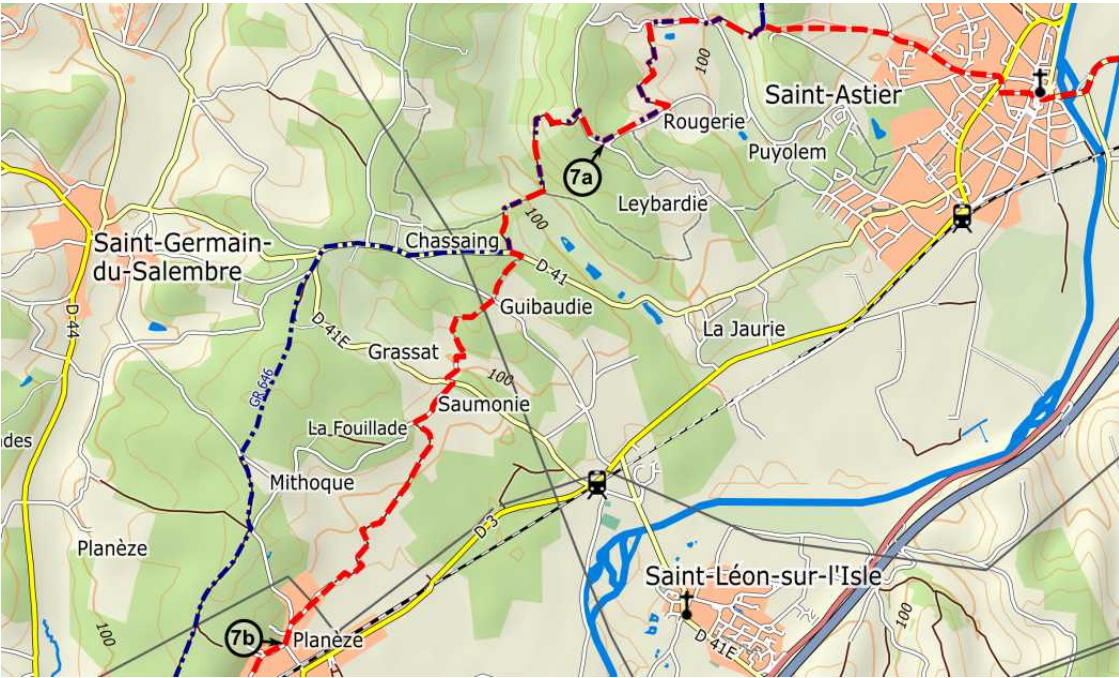 100
Saint-Astier
Rougerie
Puyolem
7a
Leybardie
100
Saint-Germain-
du-Salembre
Chassaing
D-41
Guibaudie
D-44
D-41E
La Jaurie
Grassat
100
GR 646
Saumonie
La Fouillade
Mithoque
D-3
Planèze
Saint-Léon-sur-l'Isle
7b
Planèze
100
100
D 41E